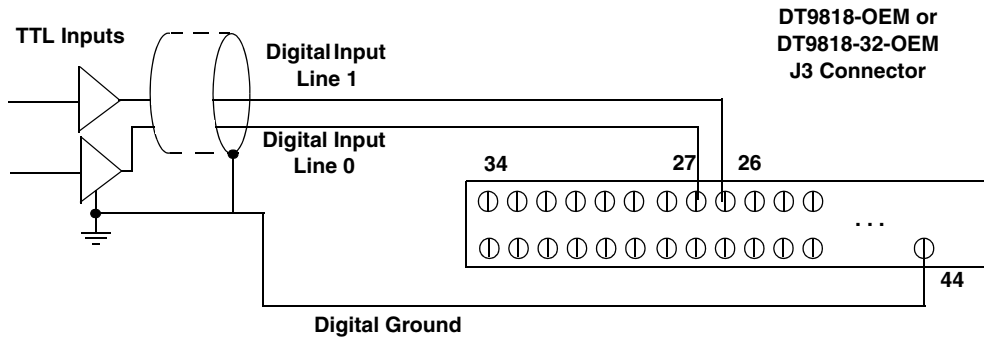 DT9818-OEM or
DT9818-32-OEM
J3 Connector
TTL Inputs
Digital Input
Line 1
Digital Input
Line 0
34
27
26
. . .
44
Digital Ground